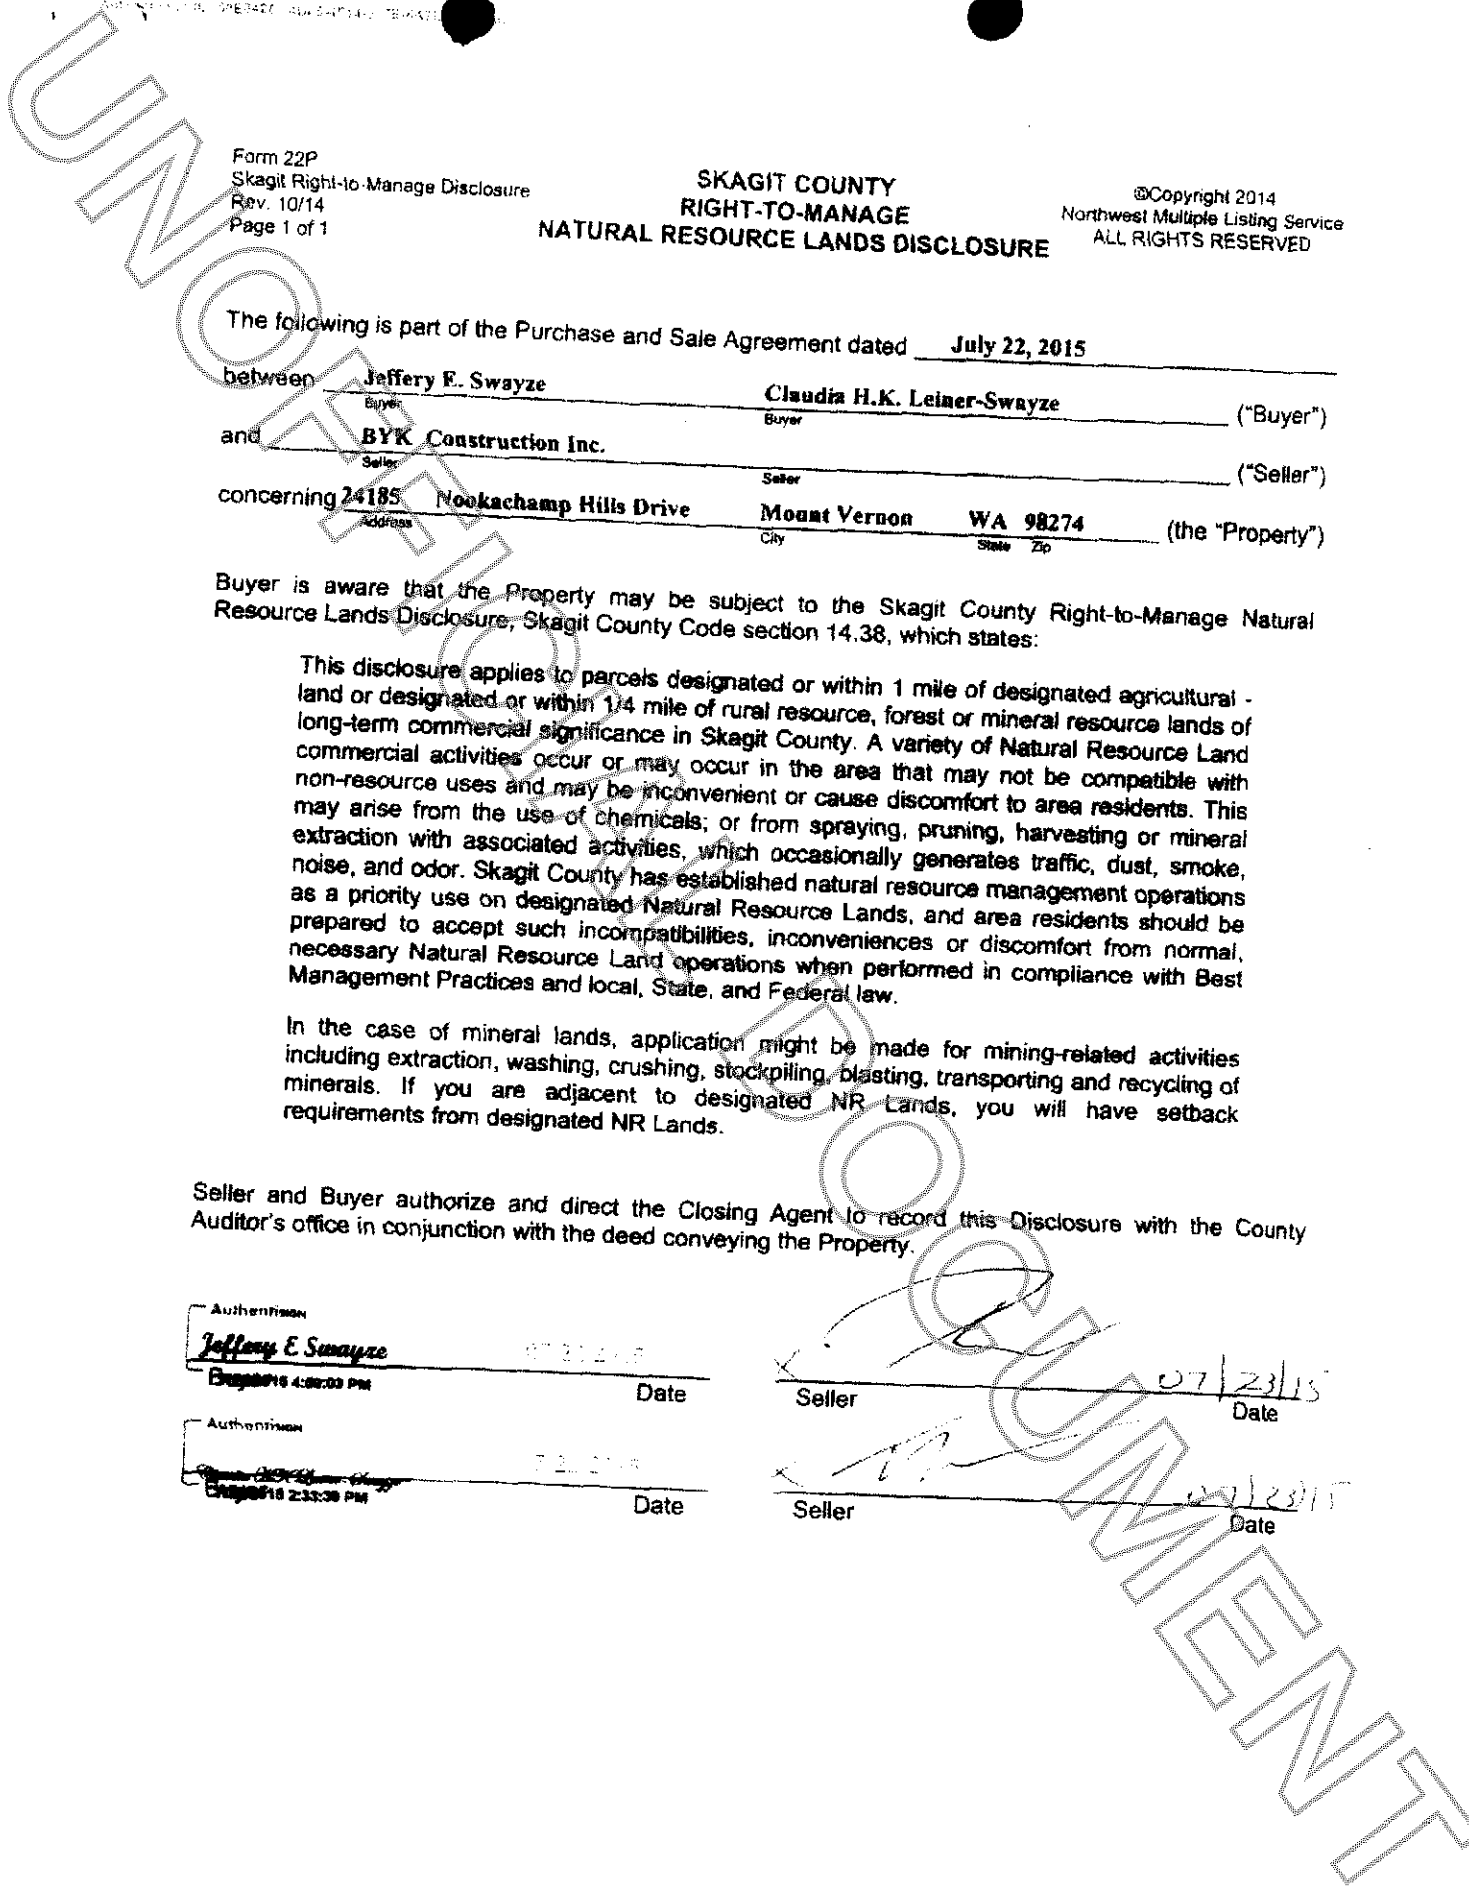 Form 22P
Skagit Right-to-Manage Disclosure
Rev. 10/14
Page 1 of 1
SKAGIT COUNTY
RIGHT-TO-MANAGE
NATURAL RESOURCE LANDS DISCLOSURE
©Copyright 2014
Northwest Multiple Listing Service
ALL RIGHTS RESERVED
The following is part of the Purchase and Sale Agreement dated July 22, 2015
between Jeffery E. Swayze Claudia H.K. Leiner-Swayze ("Buyer")
Buyer Buyer
and BYK Construction Inc. ("Seller")
Seller Seller
concerning 24185 Nookachamp Hills Drive Mount Vernon WA 98274 (the "Property")
Address City State Zip
Buyer is aware that the Property may be subject to the Skagit County Right-to-Manage Natural
Resource Lands Disclosure, Skagit County Code section 14.38, which states:
This disclosure applies to parcels designated or within 1 mile of designated agricultural -
land or designated or within 1/4 mile of rural resource, forest or mineral resource lands of
long-term commercial significance in Skagit County. A variety of Natural Resource Land
commercial activities occur or may occur in the area that may not be compatible with
non-resource uses and may be inconvenient or cause discomfort to area residents. This
may arise from the use of chemicals; or from spraying, pruning, harvesting or mineral
extraction with associated activities, which occasionally generates traffic, dust, smoke,
noise, and odor. Skagit County has established natural resource management operations
as a priority use on designated Natural Resource Lands, and area residents should be
prepared to accept such incompatibilities, inconveniences or discomfort from normal,
necessary Natural Resource Land operations when performed in compliance with Best
Management Practices and local, State, and Federal law.
In the case of mineral lands, application might be made for mining-related activities
including extraction, washing, crushing, stockpiling, blasting, transporting and recycling of
minerals. If you are adjacent to designated NR Lands, you will have setback
requirements from designated NR Lands.
Seller and Buyer authorize and direct the Closing Agent to record this Disclosure with the County
Auditor's office in conjunction with the deed conveying the Property.
Authentisign
Jeffery E Swayze
4:09:03 PM
Date
Seller
07/23/15
Date
Authentisign
2:33:39 PM
Date
Seller
07/23/15
Date
UNOFFICIAL DOCUMENT